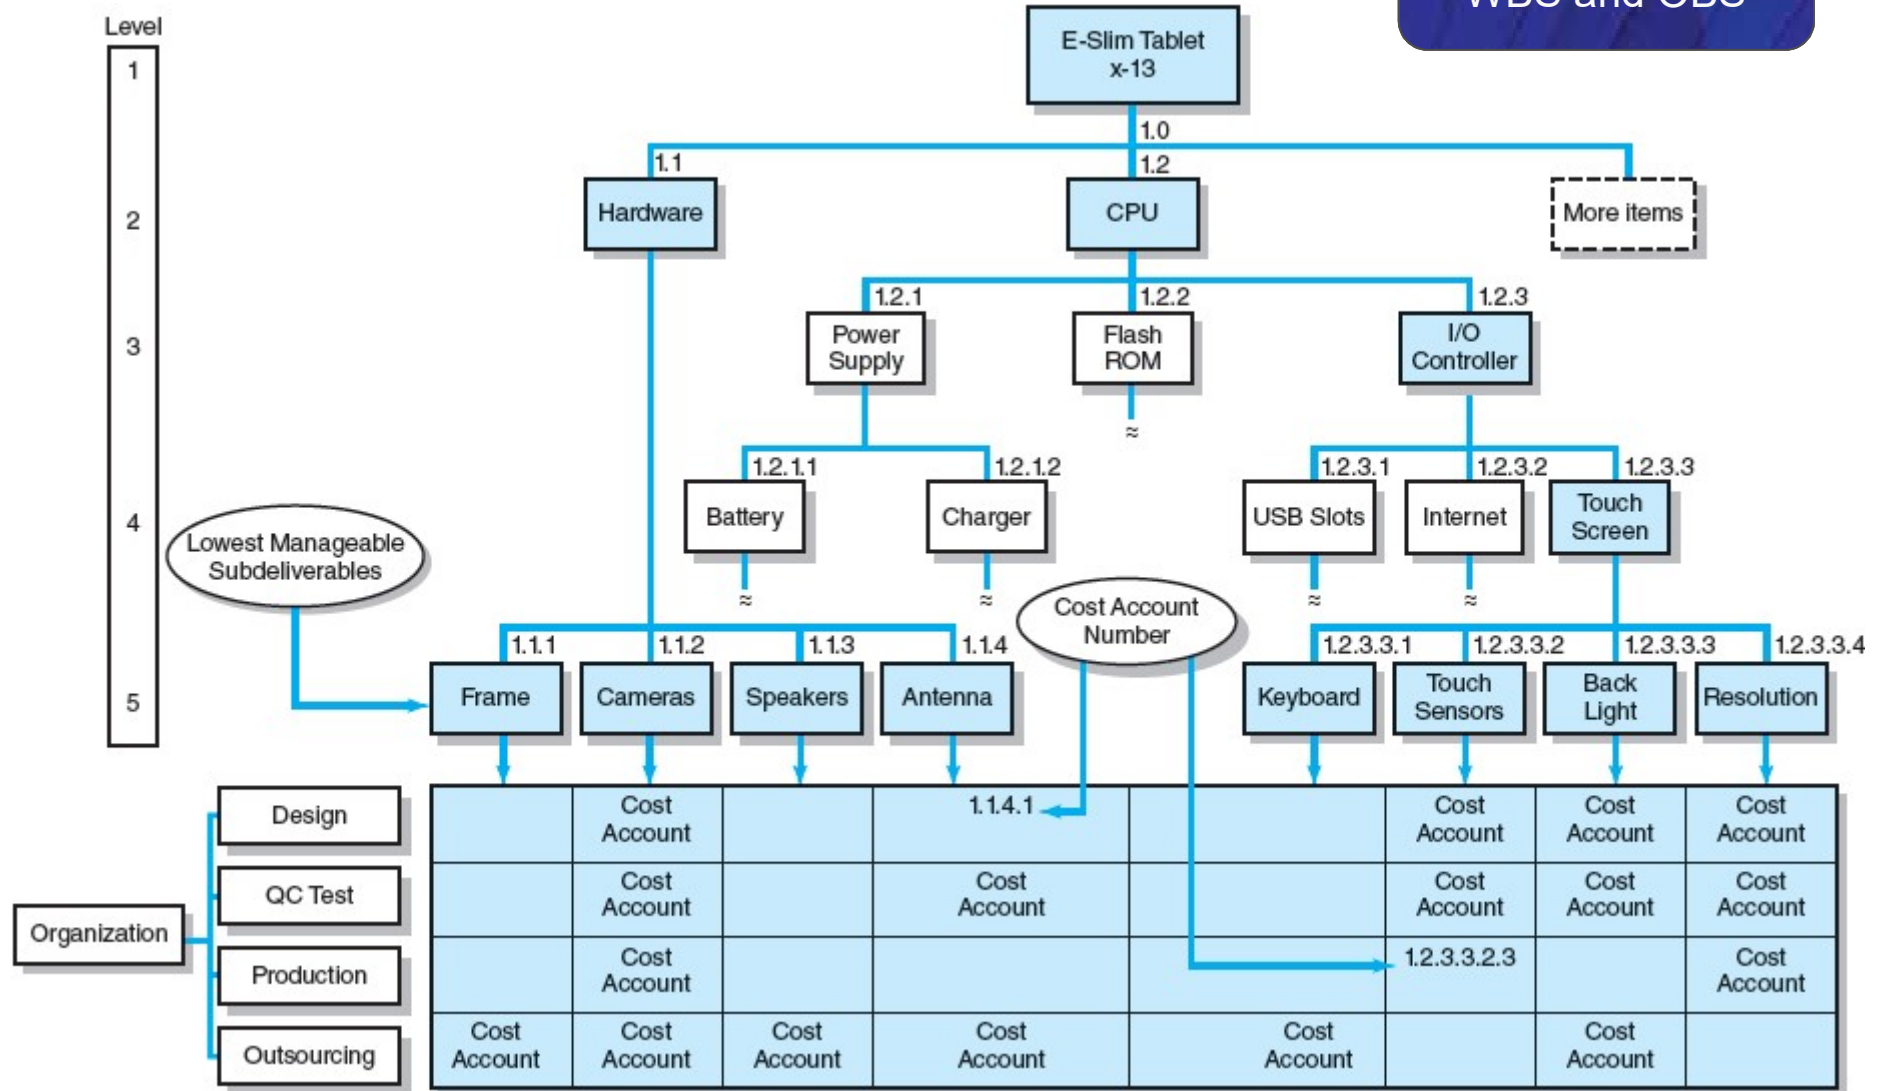 WBS and OBS
Level
1
2
3
4
5
E-Slim Tablet
x-13
1.0
1.1
1.2
Hardware
CPU
More items
1.2.1
1.2.2
1.2.3
Power
Supply
Flash
ROM
I/O
Controller
≈
1.2.1.1
1.2.1.2
1.2.3.1
1.2.3.2
1.2.3.3
Battery
Charger
USB Slots
Internet
Touch
Screen
≈
≈
≈
≈
Lowest Manageable
Subdeliverables
Cost Account
Number
1.1.1
1.1.2
1.1.3
1.1.4
1.2.3.3.1
1.2.3.3.2
1.2.3.3.3
1.2.3.3.4
Frame
Cameras
Speakers
Antenna
Keyboard
Touch
Sensors
Back
Light
Resolution
Organization
Design
Cost
Account
1.1.4.1
Cost
Account
Cost
Account
Cost
Account
QC Test
Cost
Account
Cost
Account
Cost
Account
Cost
Account
Cost
Account
Production
Cost
Account
1.2.3.3.2.3
Cost
Account
Outsourcing
Cost
Account
Cost
Account
Cost
Account
Cost
Account
Cost
Account
Cost
Account